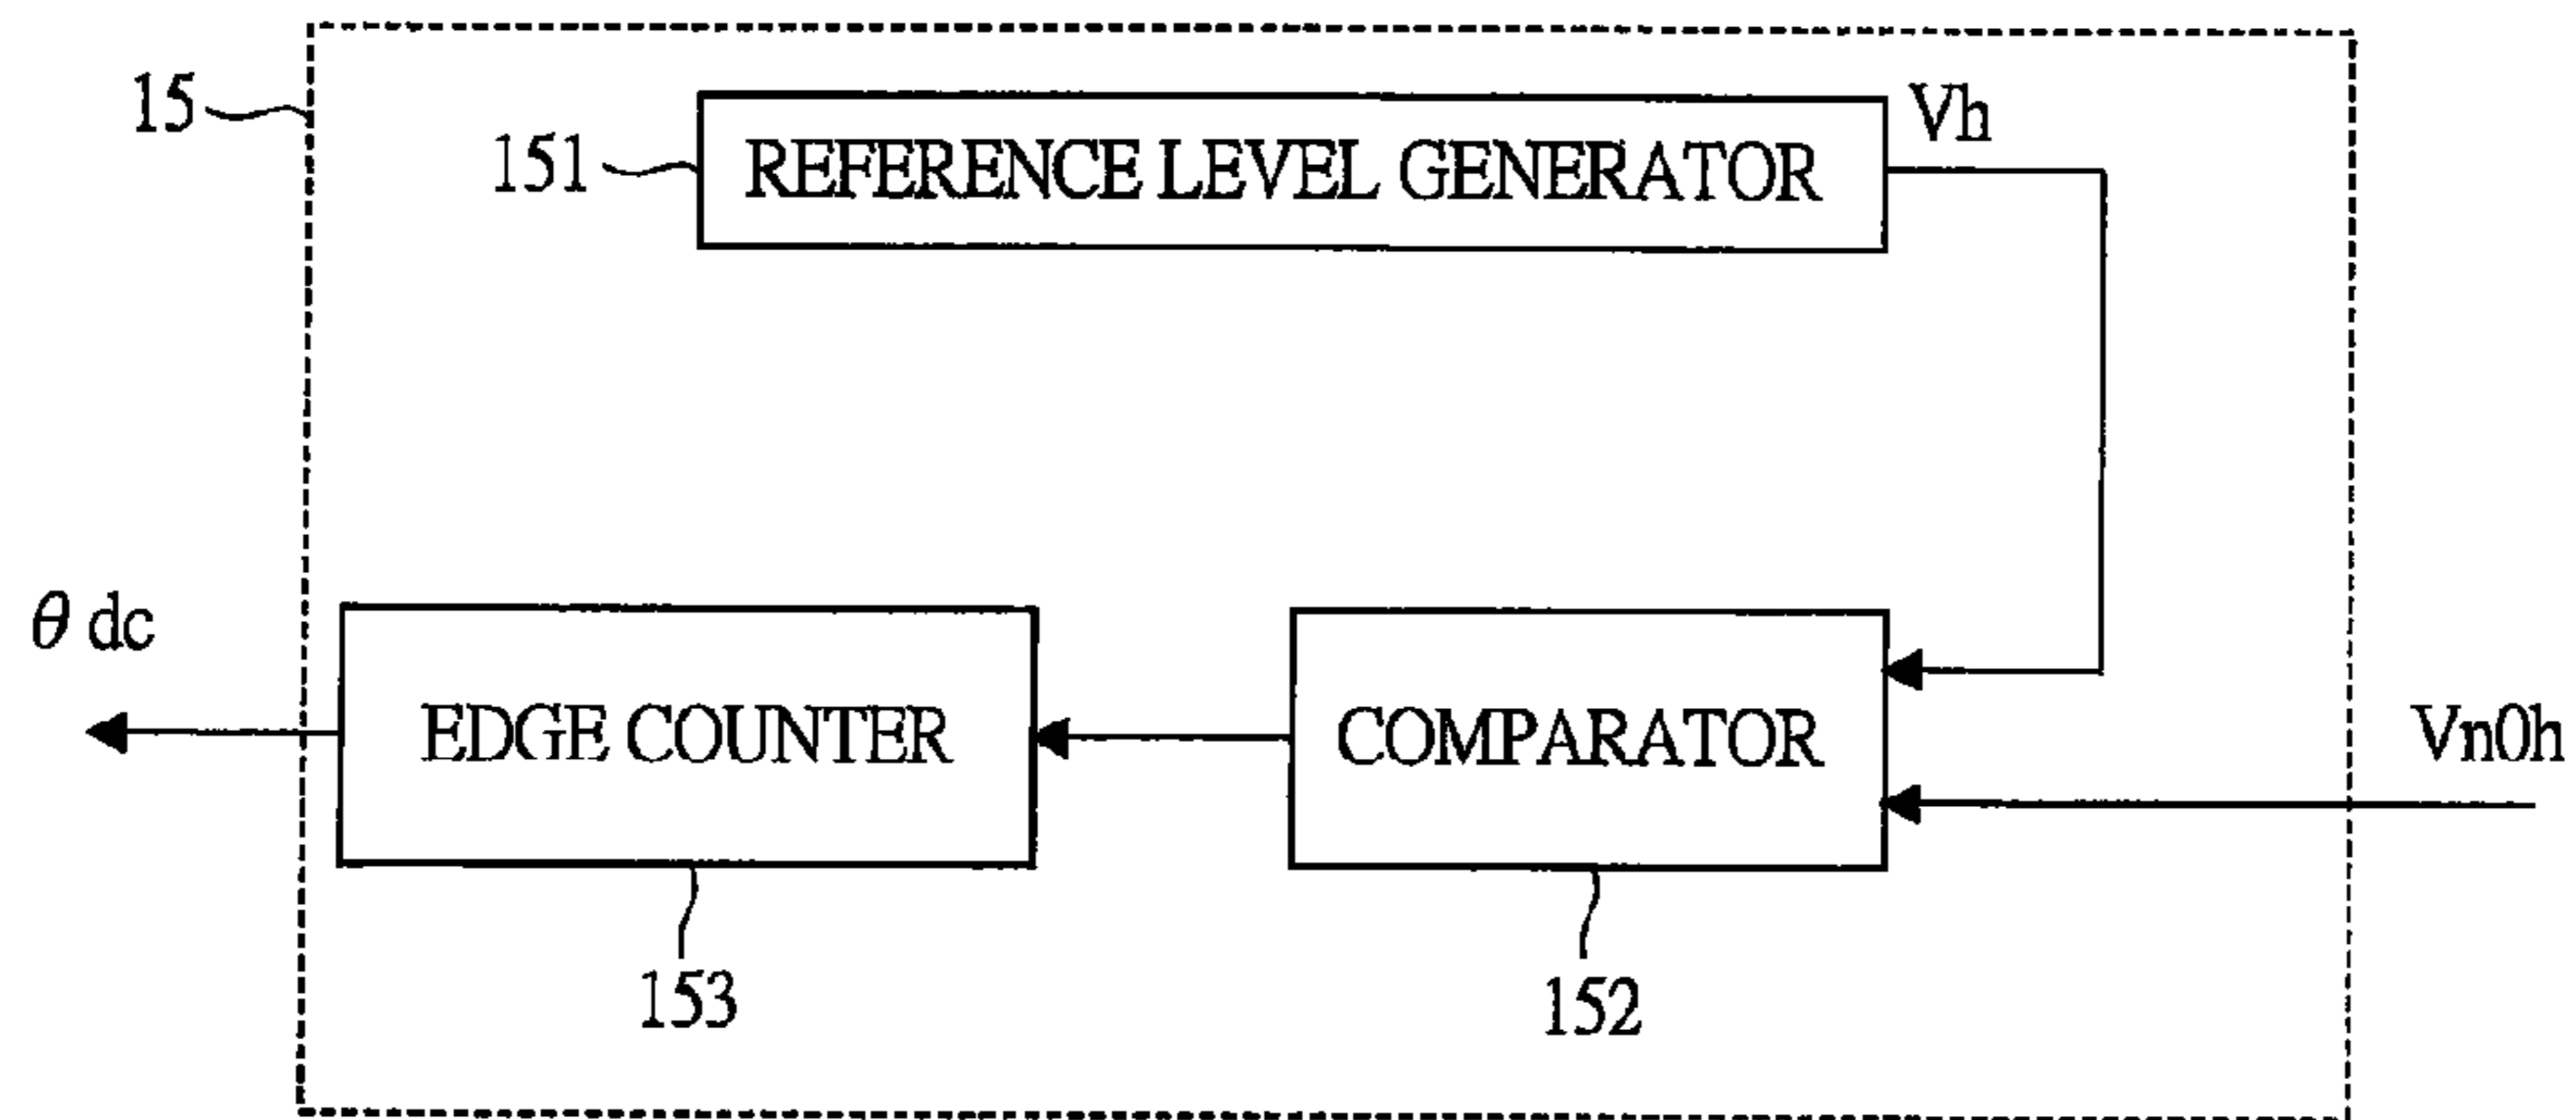 15
151
REFERENCE LEVEL GENERATOR
Vh
θ dc
EDGE COUNTER
COMPARATOR
Vn0h
153
152